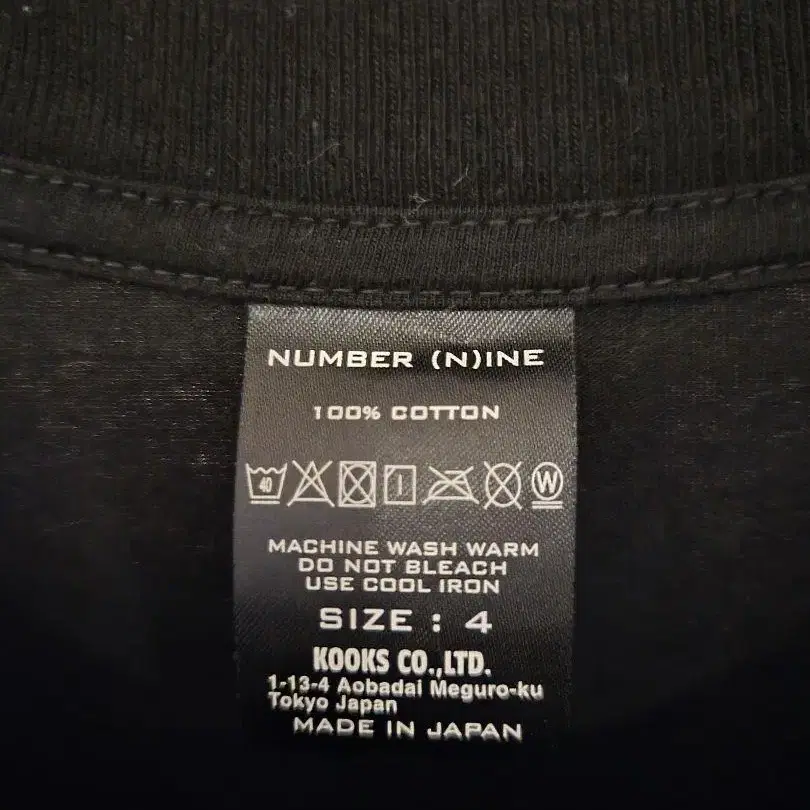 NUMBER (N)INE
100% COTTON
40 W
MACHINE WASH WARM
DO NOT BLEACH
USE COOL IRON
SIZE : 4
KOOKS CO.,LTD.
1-13-4 Aobadai Meguro-ku
Tokyo Japan
MADE IN JAPAN